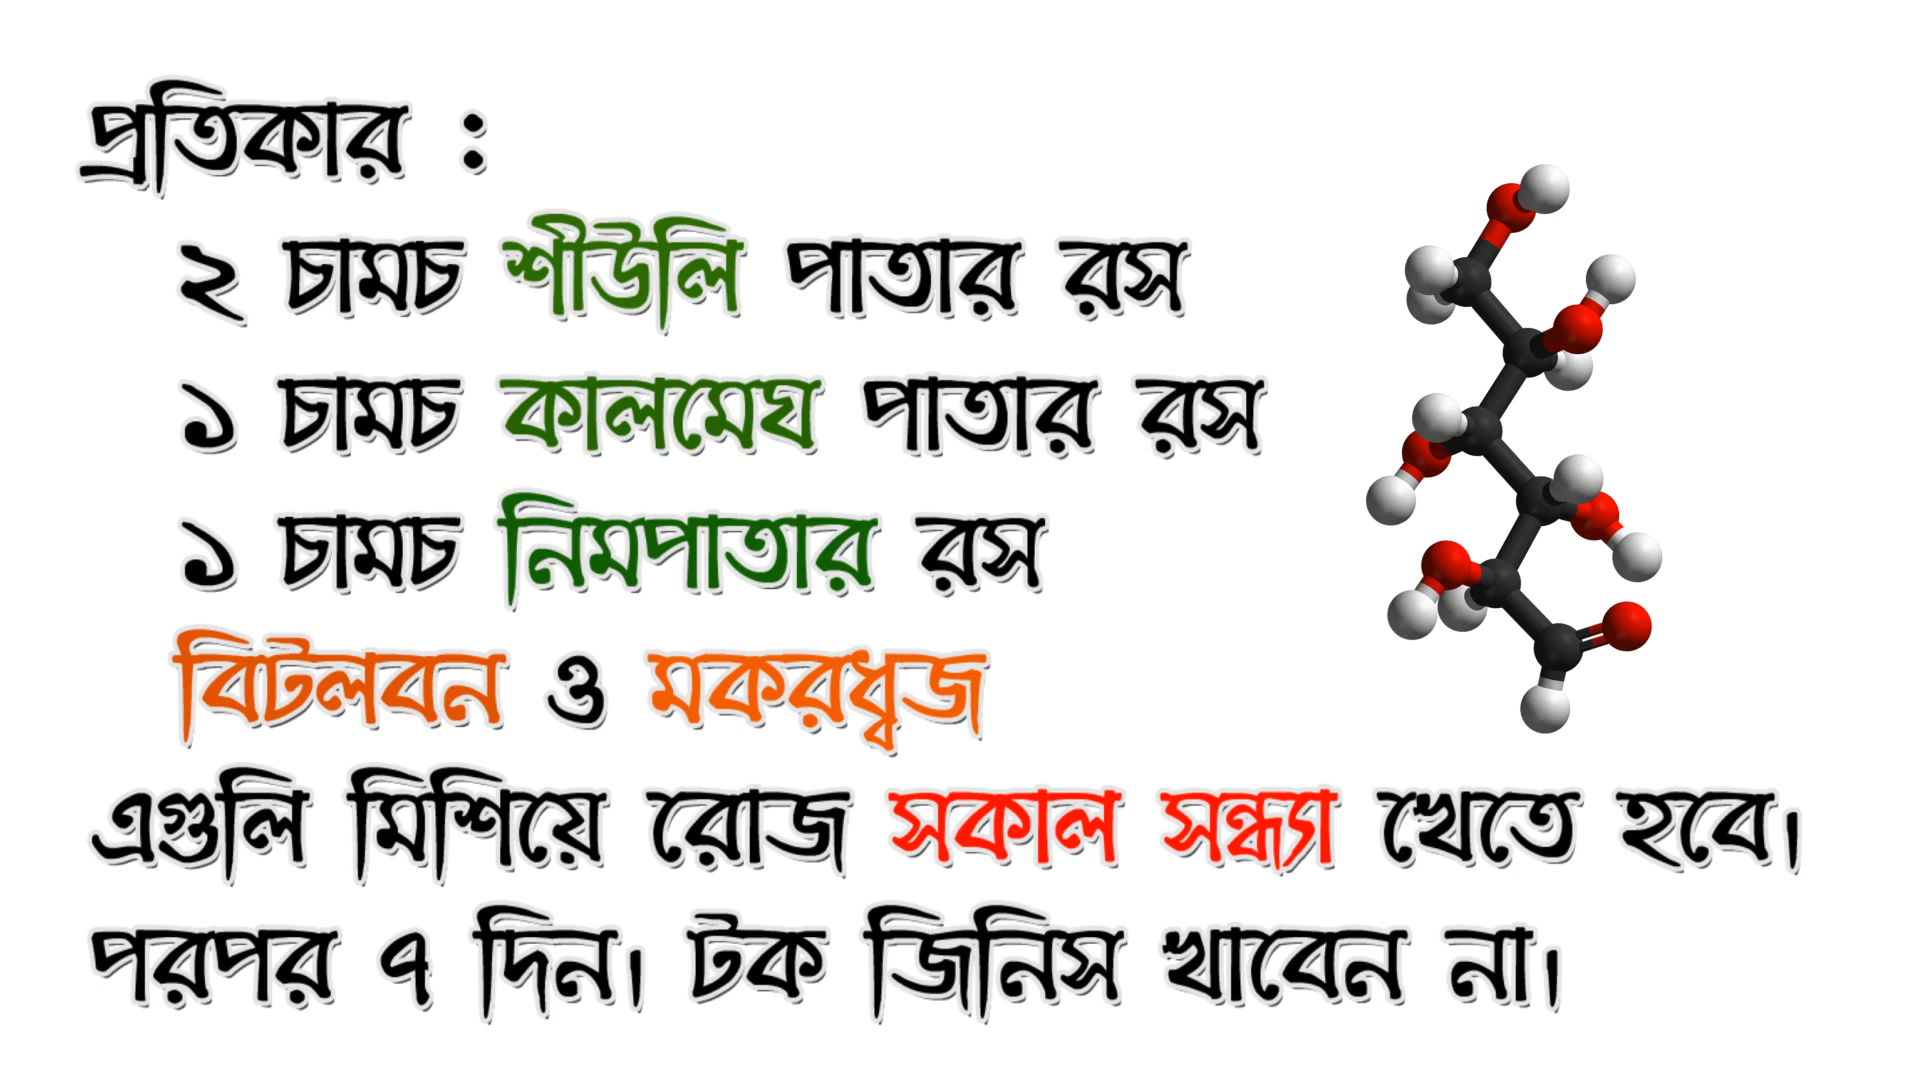 প্রতিকার :
২ চামচ শীউলি পাতার রস
১ চামচ কালমেঘ পাতার রস
১ চামচ নিমপাতার রস
বিটলবন ও মকরধ্বজ
এগুলি মিশিয়ে রোজ সকাল সন্ধ্যা খেতে হবে।
পরপর ৭ দিন। টক জিনিস খাবেন না।